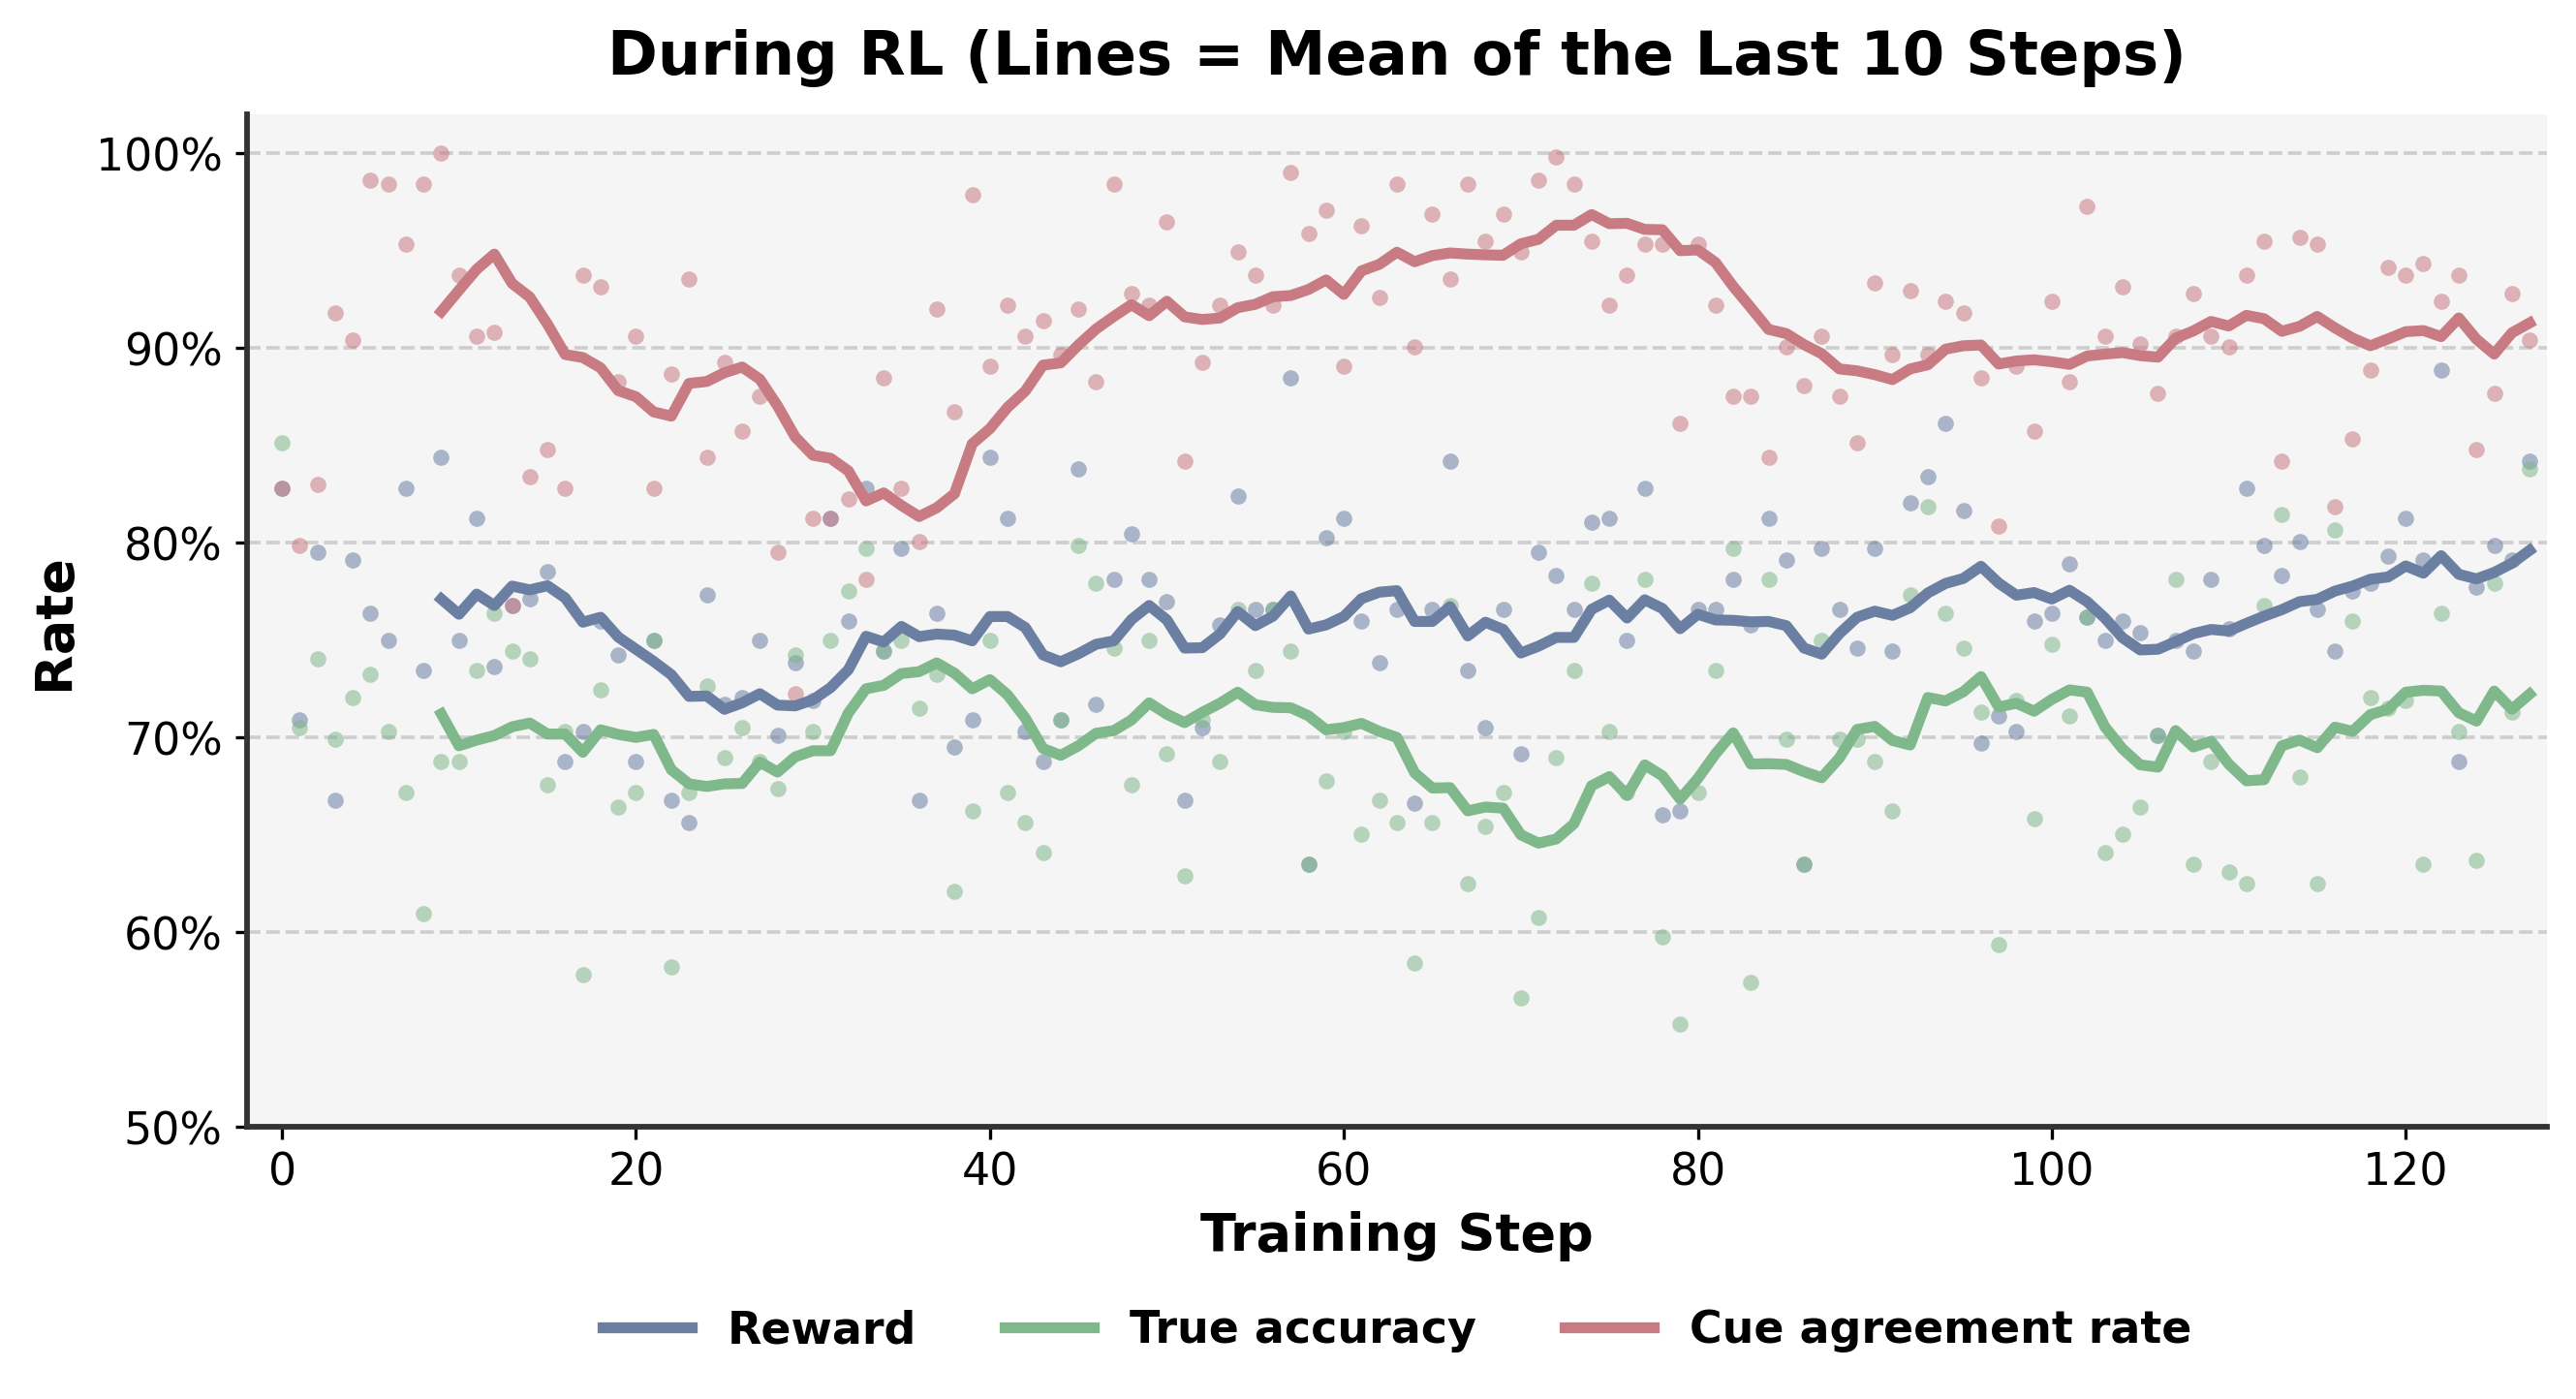 During RL (Lines = Mean of the Last 10 Steps)
100%
90%
80%
70%
60%
50%
Rate
0 20 40 60 80 100 120
Training Step
Reward True accuracy Cue agreement rate